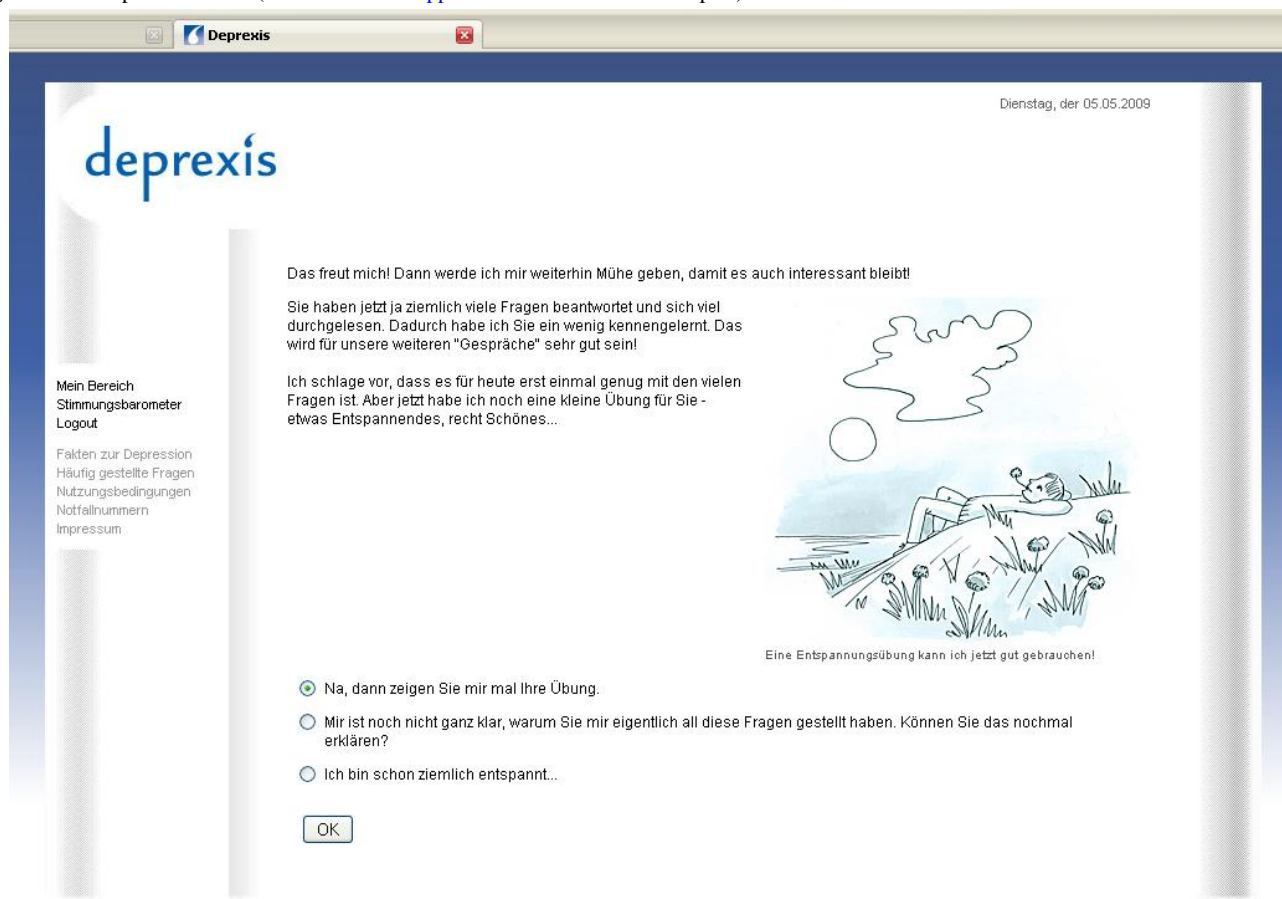 Deprexis
Dienstag, der 05.05.2009
deprexis
Das freut mich! Dann werde ich mir weiterhin Mühe geben, damit es auch interessant bleibt!
Sie haben jetzt ja ziemlich viele Fragen beantwortet und sich viel
durchgelesen. Dadurch habe ich Sie ein wenig kennengelernt. Das
wird für unsere weiteren "Gespräche" sehr gut sein!
Ich schlage vor, dass es für heute erst einmal genug mit den vielen
Fragen ist. Aber jetzt habe ich noch eine kleine Übung für Sie -
etwas Entspannendes, recht Schönes...
Mein Bereich
Stimmungsbarometer
Logout
Fakten zur Depression
Häufig gestellte Fragen
Nutzungsbedingungen
Notfallnummern
Impressum
Eine Entspannungsübung kann ich jetzt gut gebrauchen!
Na, dann zeigen Sie mir mal Ihre Übung.
Mir ist noch nicht ganz klar, warum Sie mir eigentlich all diese Fragen gestellt haben. Können Sie das nochmal
erklären?
Ich bin schon ziemlich entspannt...
OK